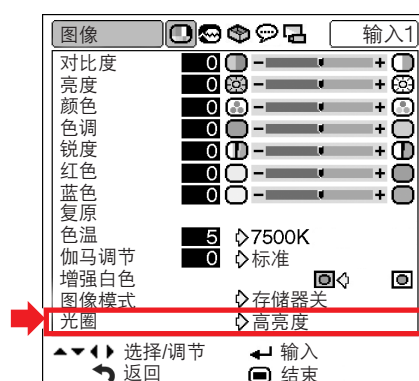 图像 输入1
对比度 0
亮度 0
颜色 0
色调 0
锐度 0
红色 0
蓝色 0
复原
色温 5 7500K
伽马调节 0 标准
增强白色
图像模式 存储器关
光圈 高亮度
选择/调节 输入
返回 结束